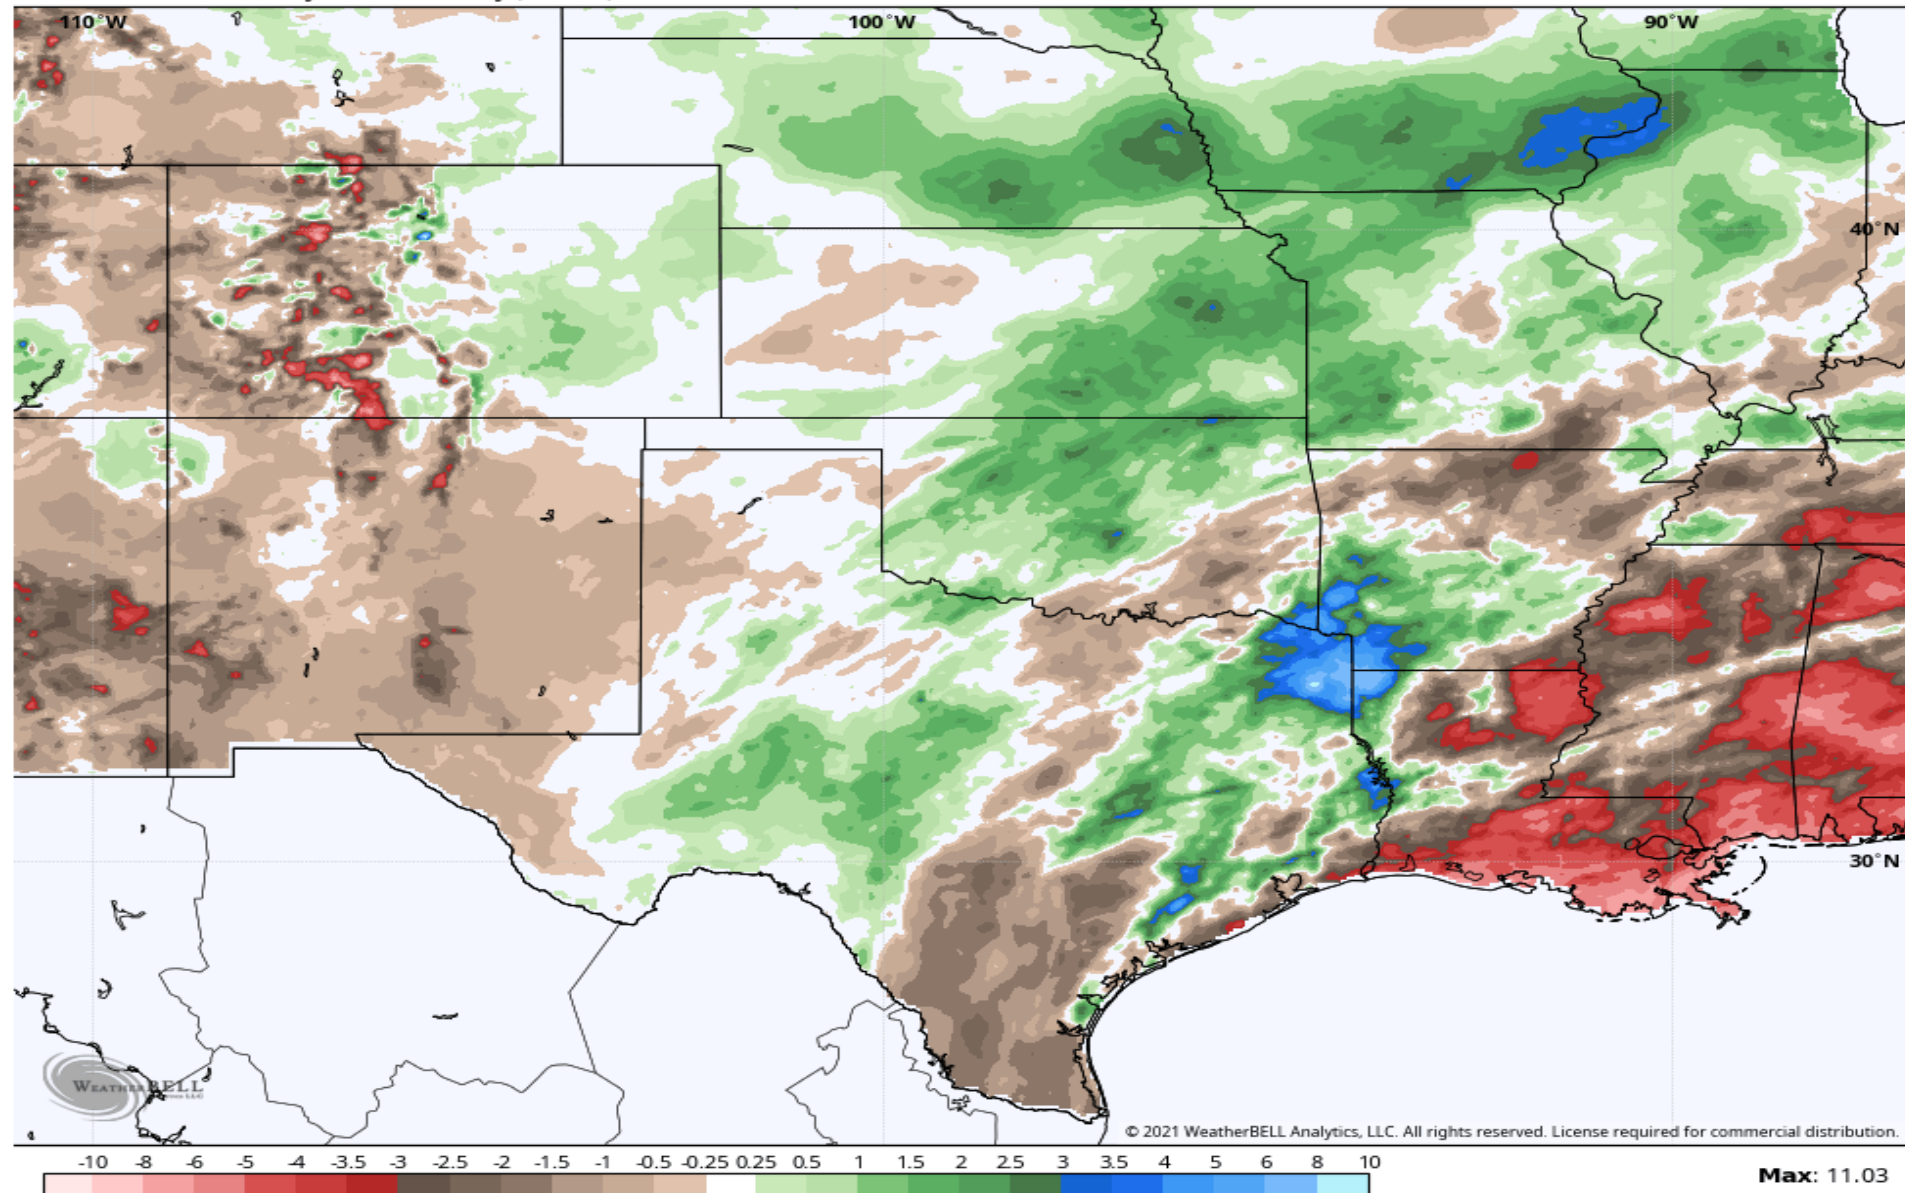 110°W 100°W 90°W
40°N
30°N
WEATHERBELL
© 2021 WeatherBELL Analytics, LLC. All rights reserved. License required for commercial distribution.
-10 -8 -6 -5 -4 -3.5 -3 -2.5 -2 -1.5 -1 -0.5 -0.25 0.25 0.5 1 1.5 2 2.5 3 3.5 4 5 6 8 10
Max: 11.03